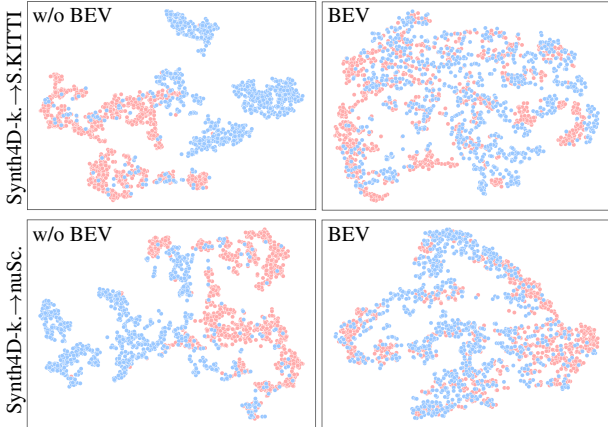 Synth4D-k.→S.KITTI
w/o BEV
BEV
Synth4D-k.→nuSc.
w/o BEV
BEV